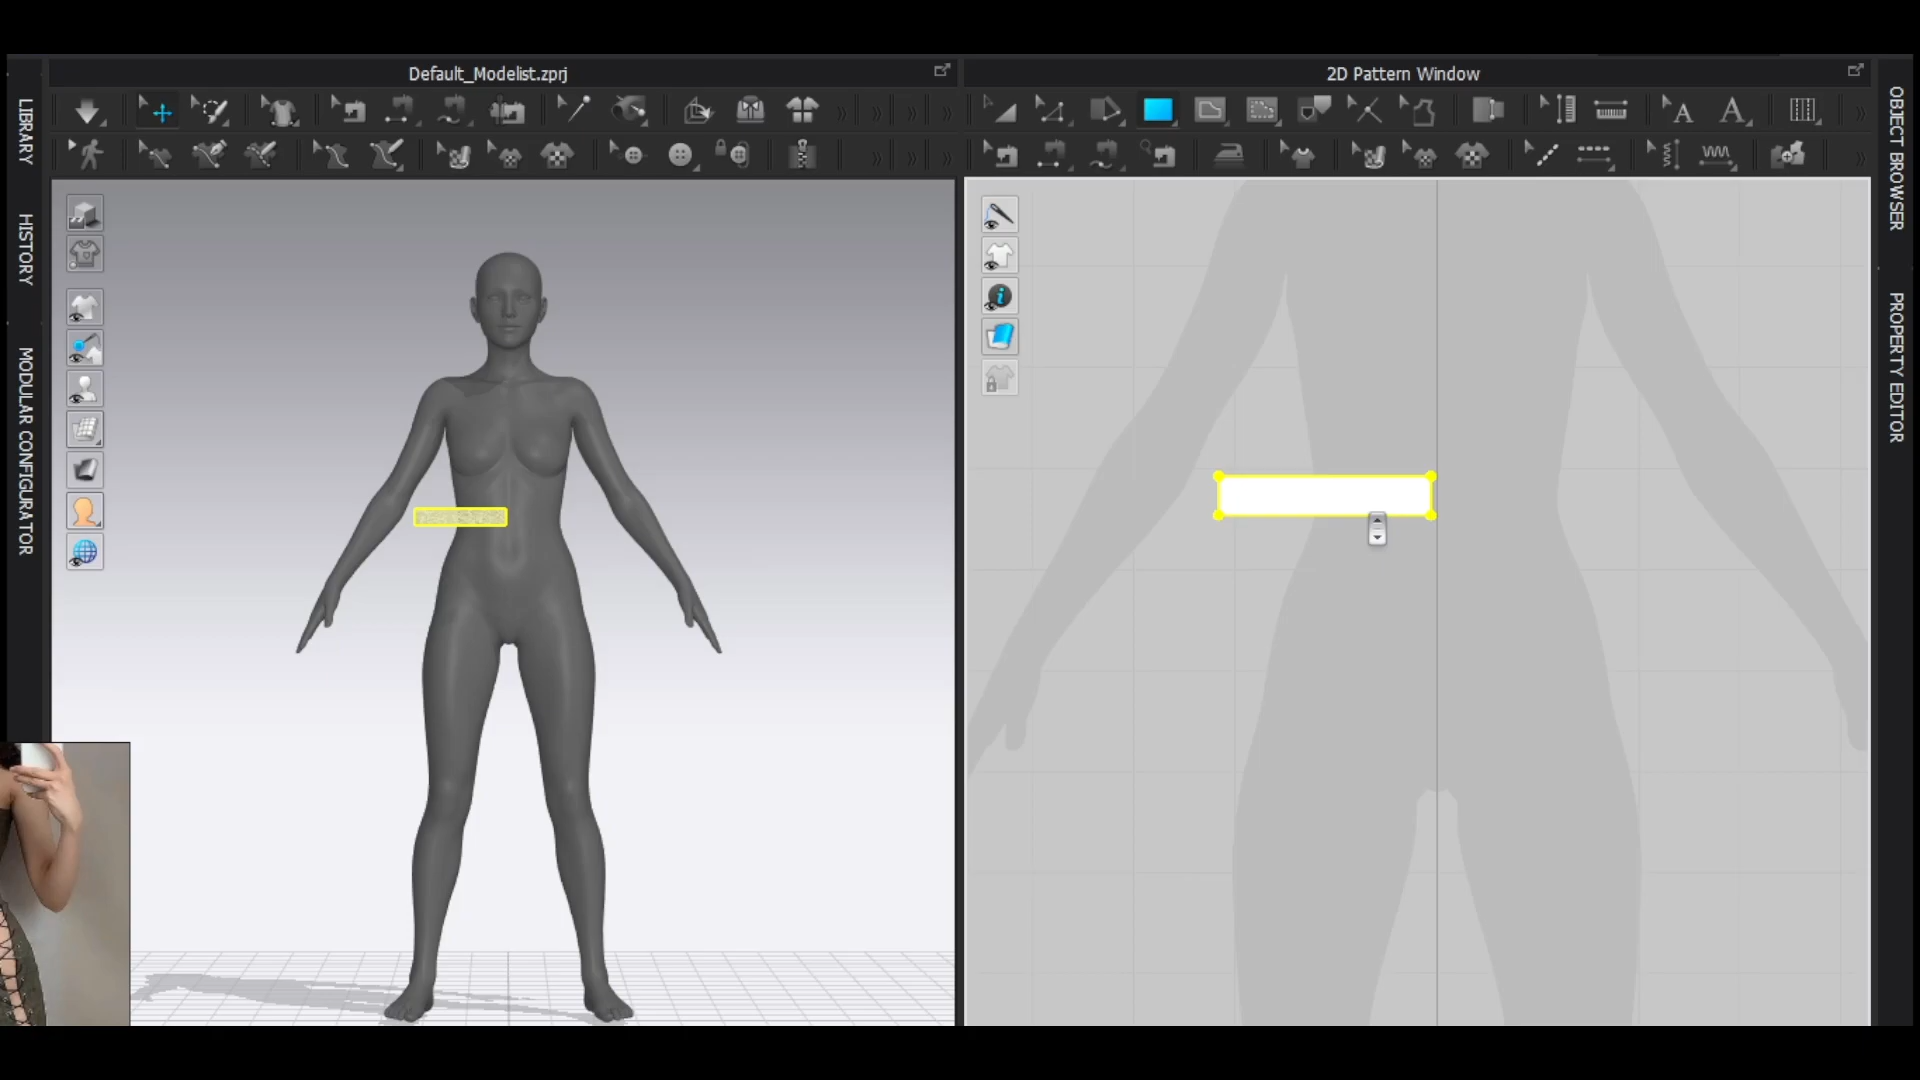 Default_Modelist.zprj
2D Pattern Window
LIBRARY
HISTORY
MODULAR CONFIGURATOR
OBJECT BROWSER
PROPERTY EDITOR
A
A
i